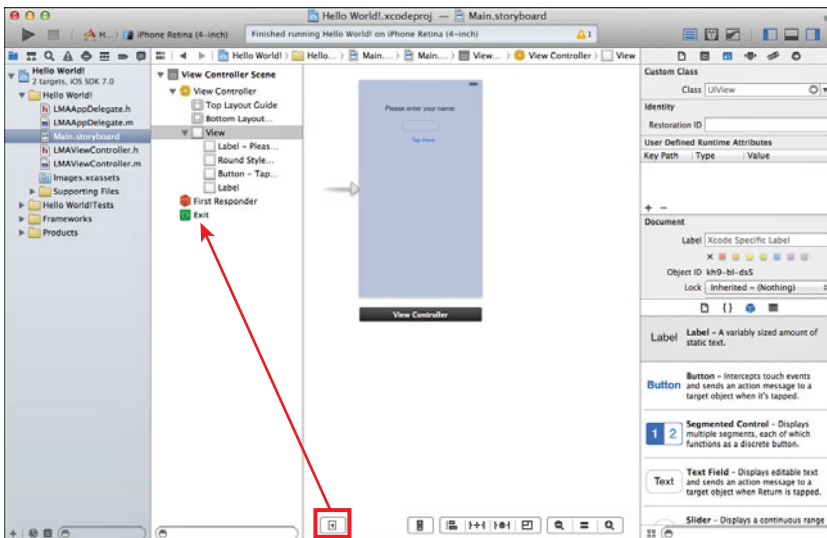 Hello World!.xcodeproj — Main.storyboard
H...
iPhone Retina (4-inch)
Finished running Hello World! on iPhone Retina (4-inch)
1
Hello World!
Hello...
Main....
Main....
View...
View Controller
View
Hello World!
2 targets, iOS SDK 7.0
Hello World!
h LMAAppDelegate.h
m LMAAppDelegate.m
Main.storyboard
h LMAViewController.h
m LMAViewController.m
Images.xcassets
Supporting Files
Hello World!Tests
Frameworks
Products
View Controller Scene
View Controller
Top Layout Guide
Bottom Layout...
View
Label – Pleas...
Round Style...
Button – Tap...
Label
First Responder
Exit
Please enter your name:
Tap Here
View Controller
Custom Class
Class UIView
Identity
Restoration ID
User Defined Runtime Attributes
Key Path Type Value
+ −
Document
Label Xcode Specific Label
Object ID kh9-bl-dsS
Lock Inherited – (Nothing)
{}
Label
Label – A variably sized amount of
static text.
Button
Button – Intercepts touch events
and sends an action message to a
target object when it's tapped.
1 2
Segmented Control – Displays
multiple segments, each of which
functions as a discrete button.
Text
Text Field – Displays editable text
and sends an action message to a
target object when Return is tapped.
Slider – Displays a continuous range